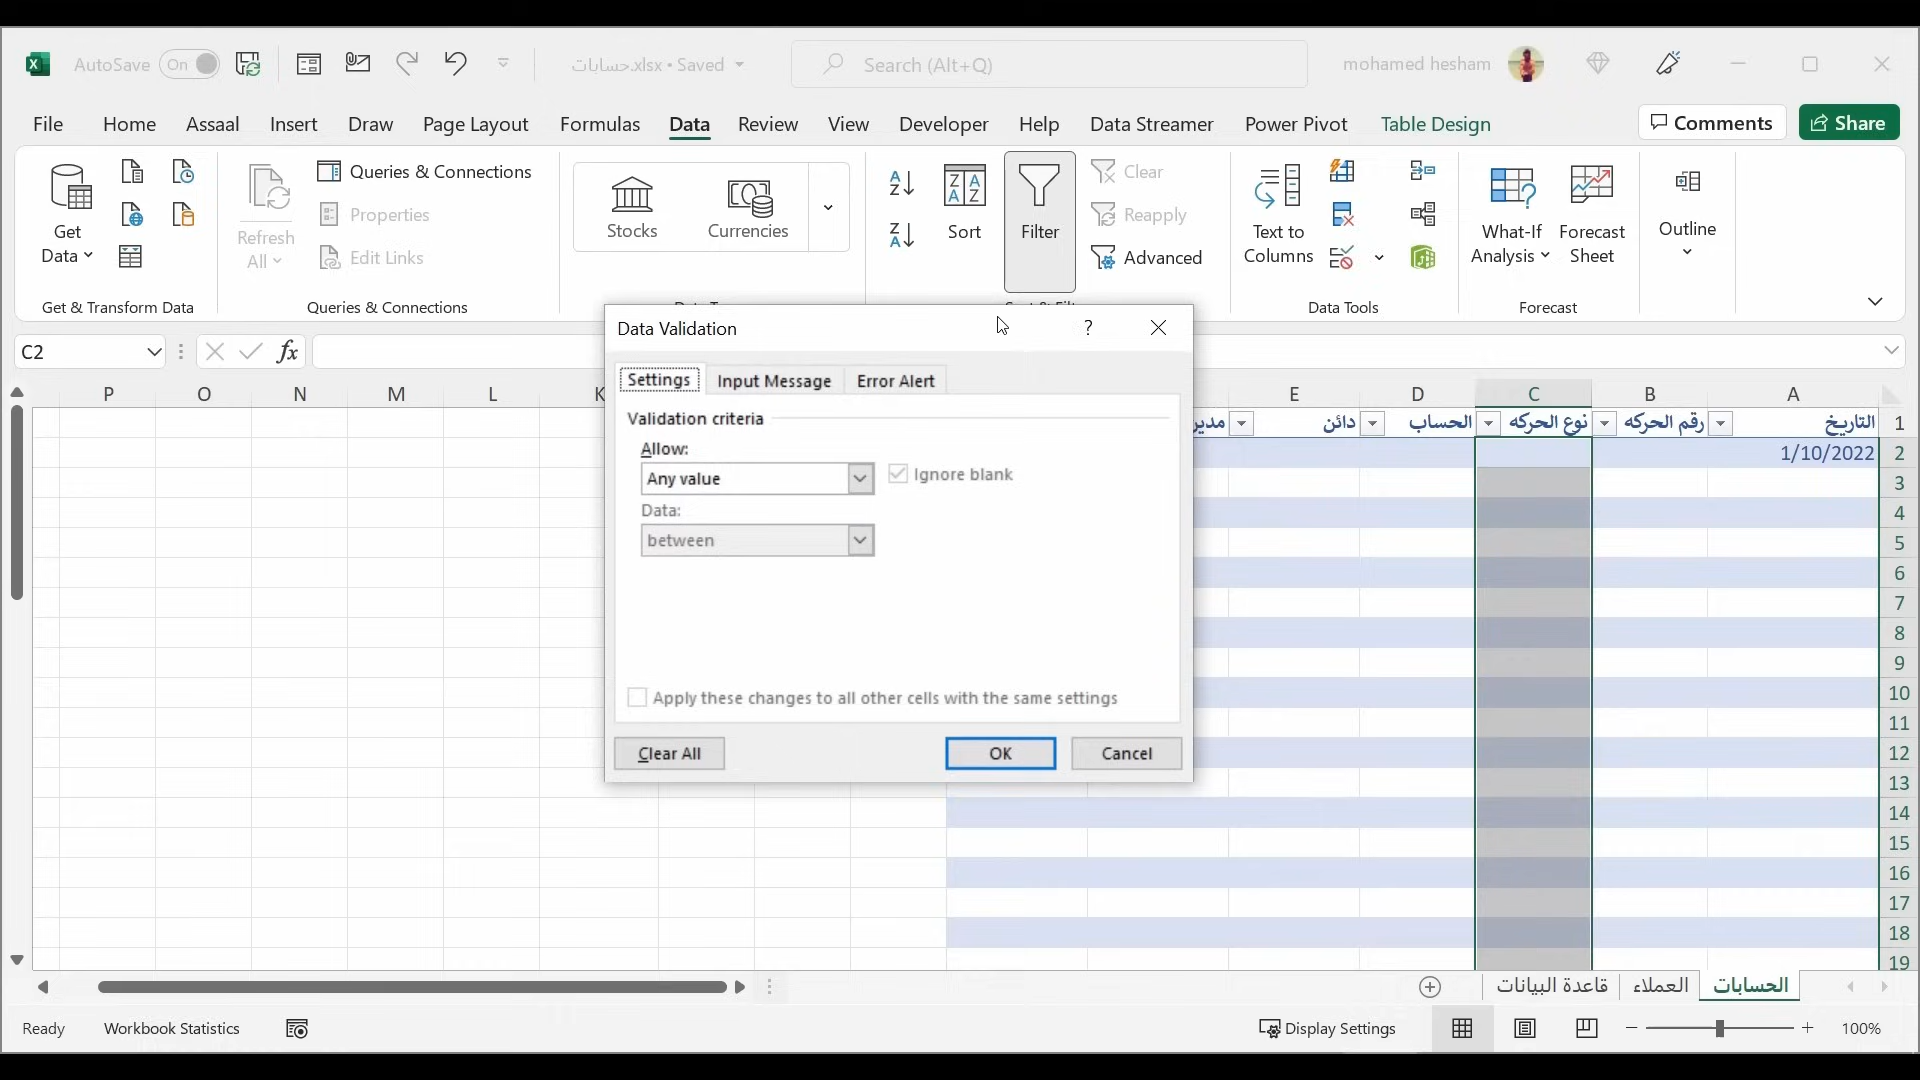 AutoSave On
حسابات.xlsx • Saved
Search (Alt+Q)
mohamed hesham
File Home Assaal Insert Draw Page Layout Formulas Data Review View Developer Help Data Streamer Power Pivot Table Design
Comments Share
Get Data
Refresh All
Queries & Connections
Properties
Edit Links
Stocks
Currencies
Sort
Filter
Clear
Reapply
Advanced
Text to Columns
What-If Analysis
Forecast Sheet
Outline
Get & Transform Data
Queries & Connections
Data Tools
Forecast
C2
fx
P O N M L K E D C B A
التاريخ رقم الحركه نوع الحركه الحساب دائن مدين 1
1/10/2022 2
3
4
5
6
7
8
9
10
11
12
13
14
15
16
17
18
19
Data Validation ?
Settings Input Message Error Alert
Validation criteria
Allow:
Any value
Ignore blank
Data:
between
Apply these changes to all other cells with the same settings
Clear All OK Cancel
الحسابات العملاء قاعدة البيانات
Ready Workbook Statistics Display Settings 100%